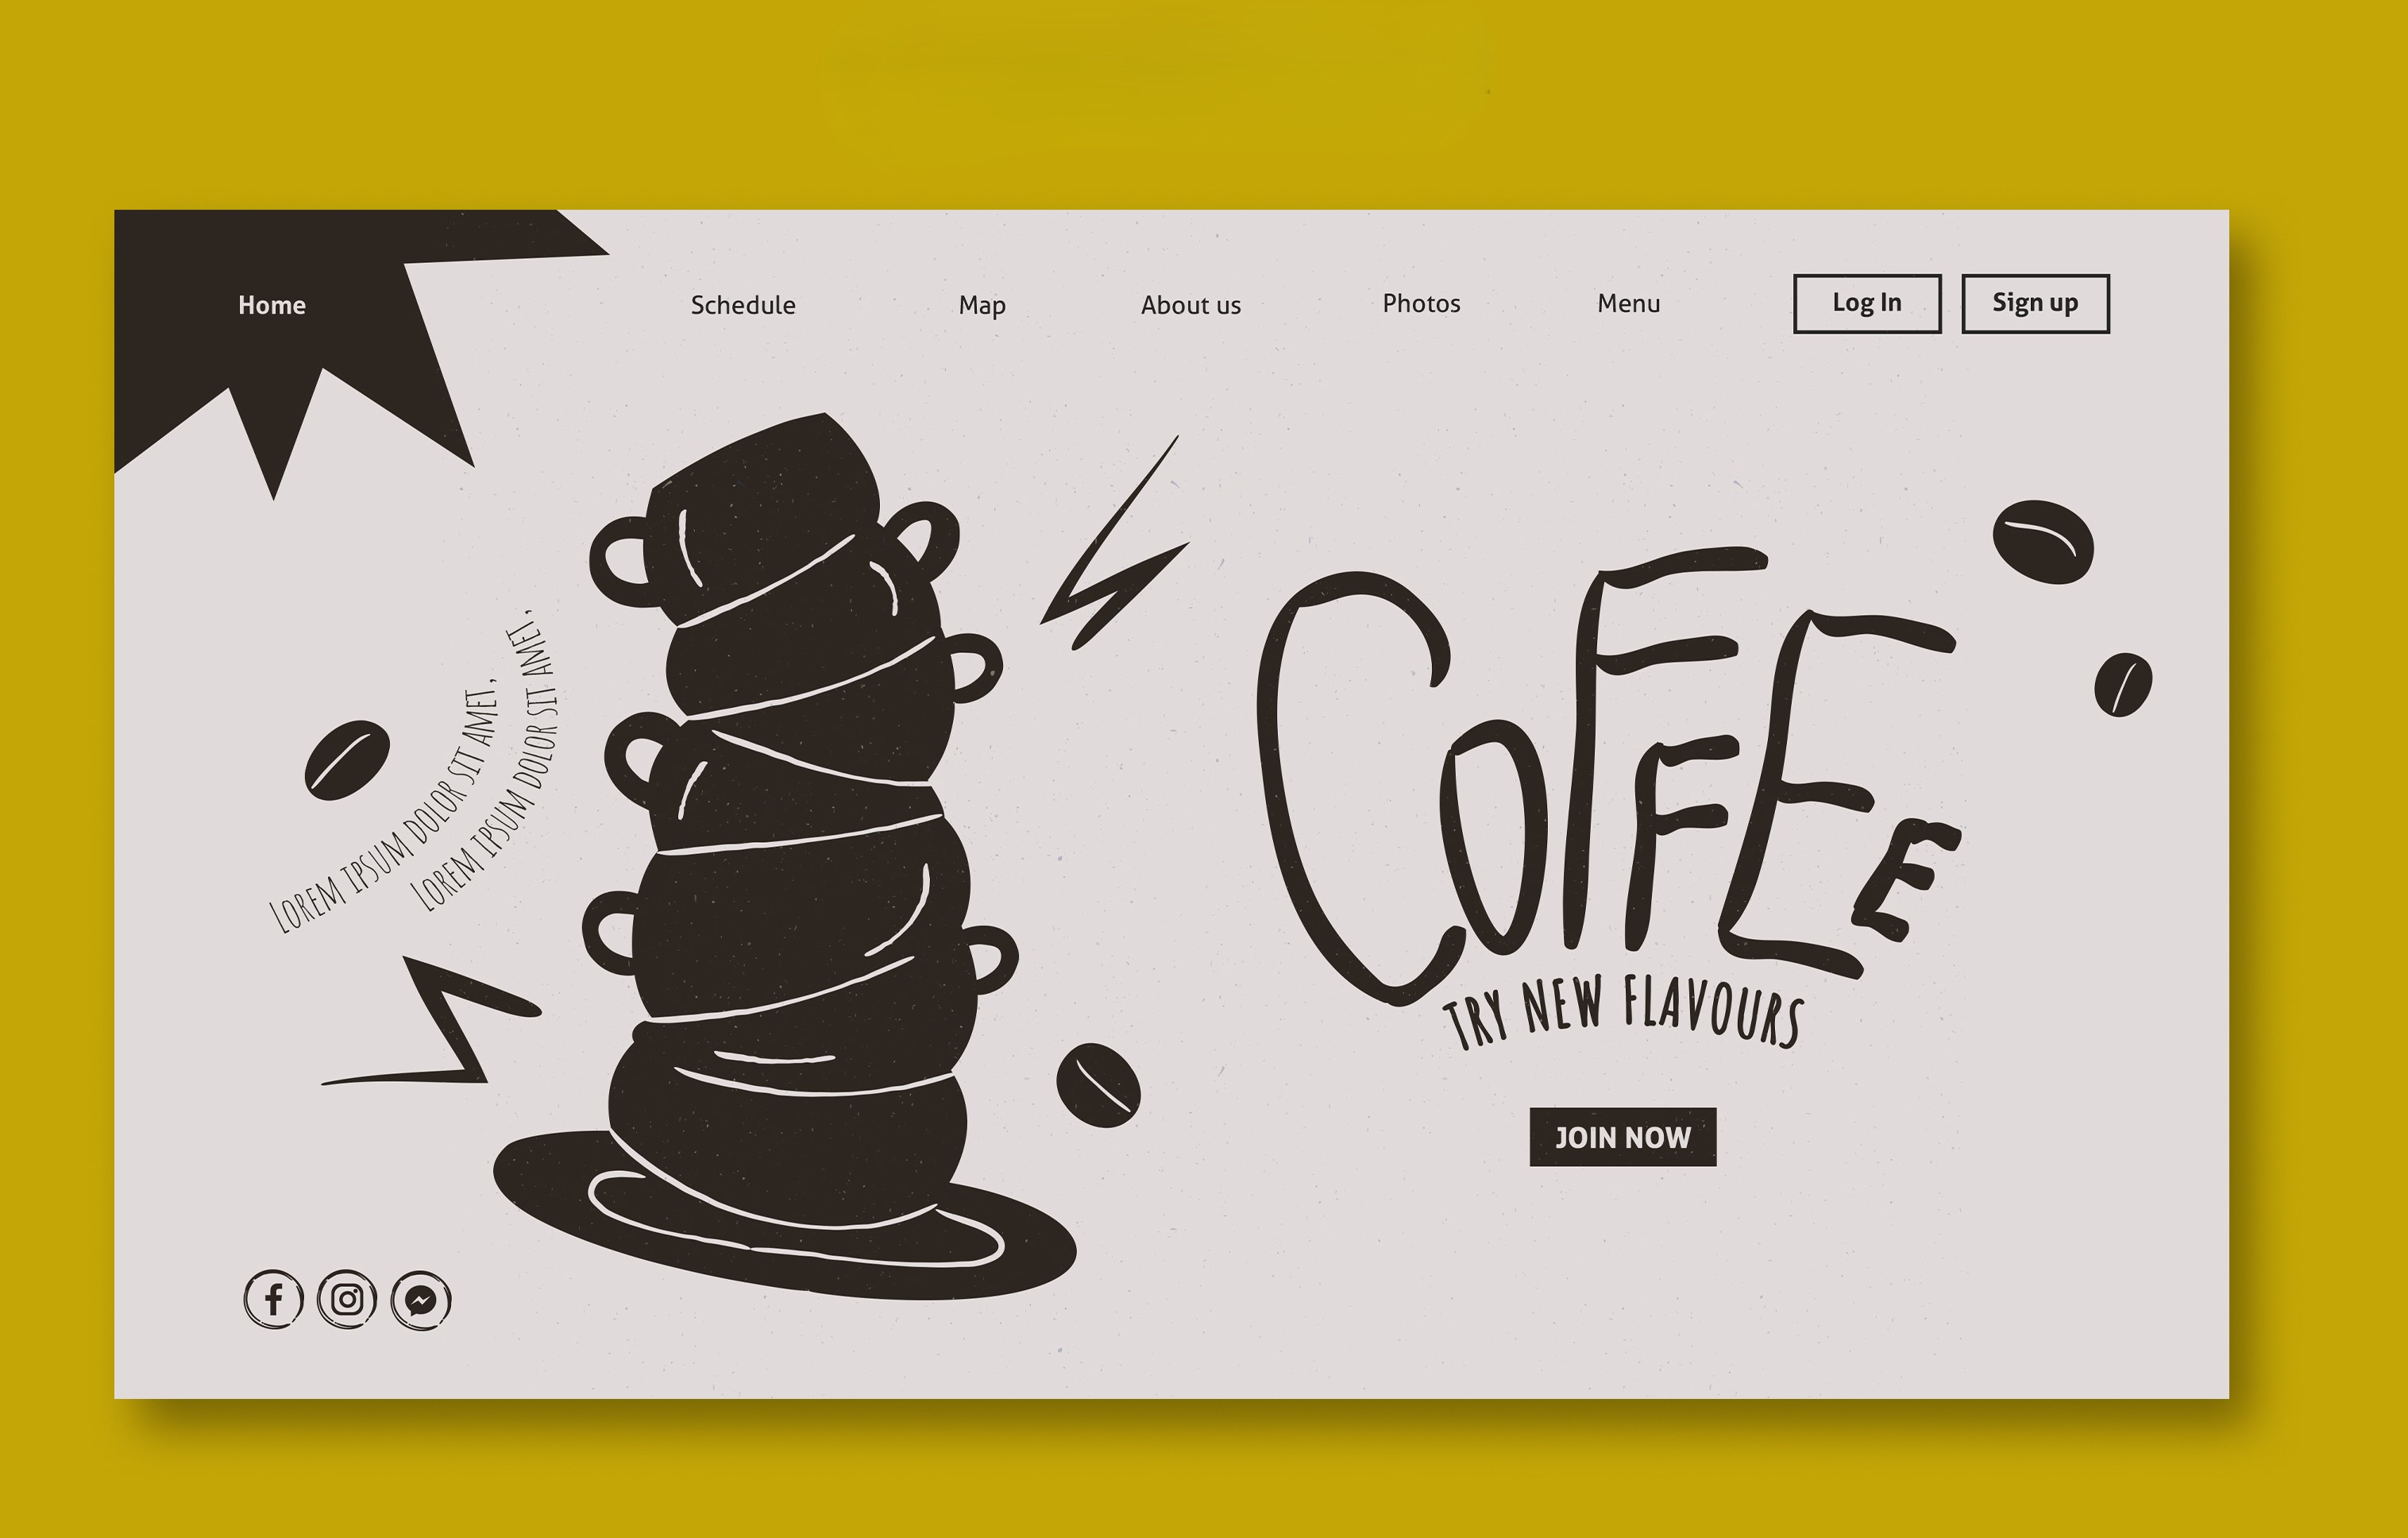 Home
Schedule
Map
About us
Photos
Menu
Log In
Sign up
LOREM IPSUM DOLOR SIT AMET,
LOREM IPSUM DOLOR SIT AMET,
COFFEE
TRY NEW FLAVOURS
JOIN NOW